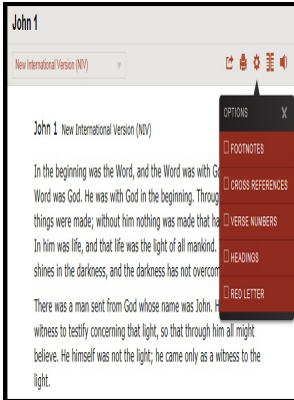 John 1
New International Version (NIV)
OPTIONS X
FOOTNOTES
CROSS REFERENCES
VERSE NUMBERS
HEADINGS
RED LETTER
John 1 New International Version (NIV)
In the beginning was the Word, and the Word was with
Word was God. He was with God in the beginning.
things were made; without him nothing was made that
In him was life, and that life was the light of all mankind.
shines in the darkness, and the darkness has not
There was a man sent from God whose name was John.
witness to testify concerning that light, so that through him all might
believe. He himself was not the light; he came only as a witness to the
light.